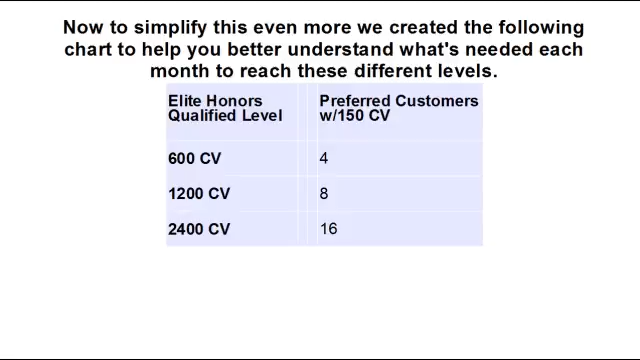 Now to simplify this even more we created the following
chart to help you better understand what's needed each
month to reach these different levels.
Elite Honors Preferred Customers
Qualified Level w/150 CV
600 CV 4
1200 CV 8
2400 CV 16